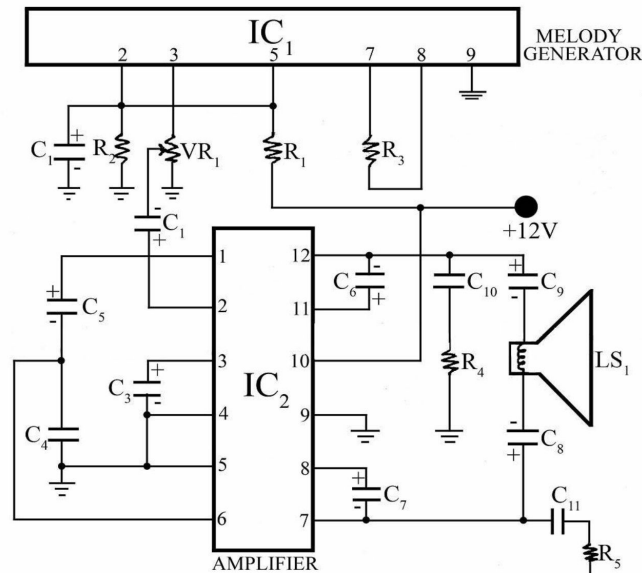 IC1
MELODY
GENERATOR
2 3 5 7 8 9
C1 + - R2 VR1 R1 R3
- C1 +
+12V
1 12
+ - C5 - C6 + C10 + - C9
2 11
LS1
3 10
+ - C3 IC2 R4
4 9
C4 - C8 +
5 8
+ - C7
6 7
C11
R5
AMPLIFIER